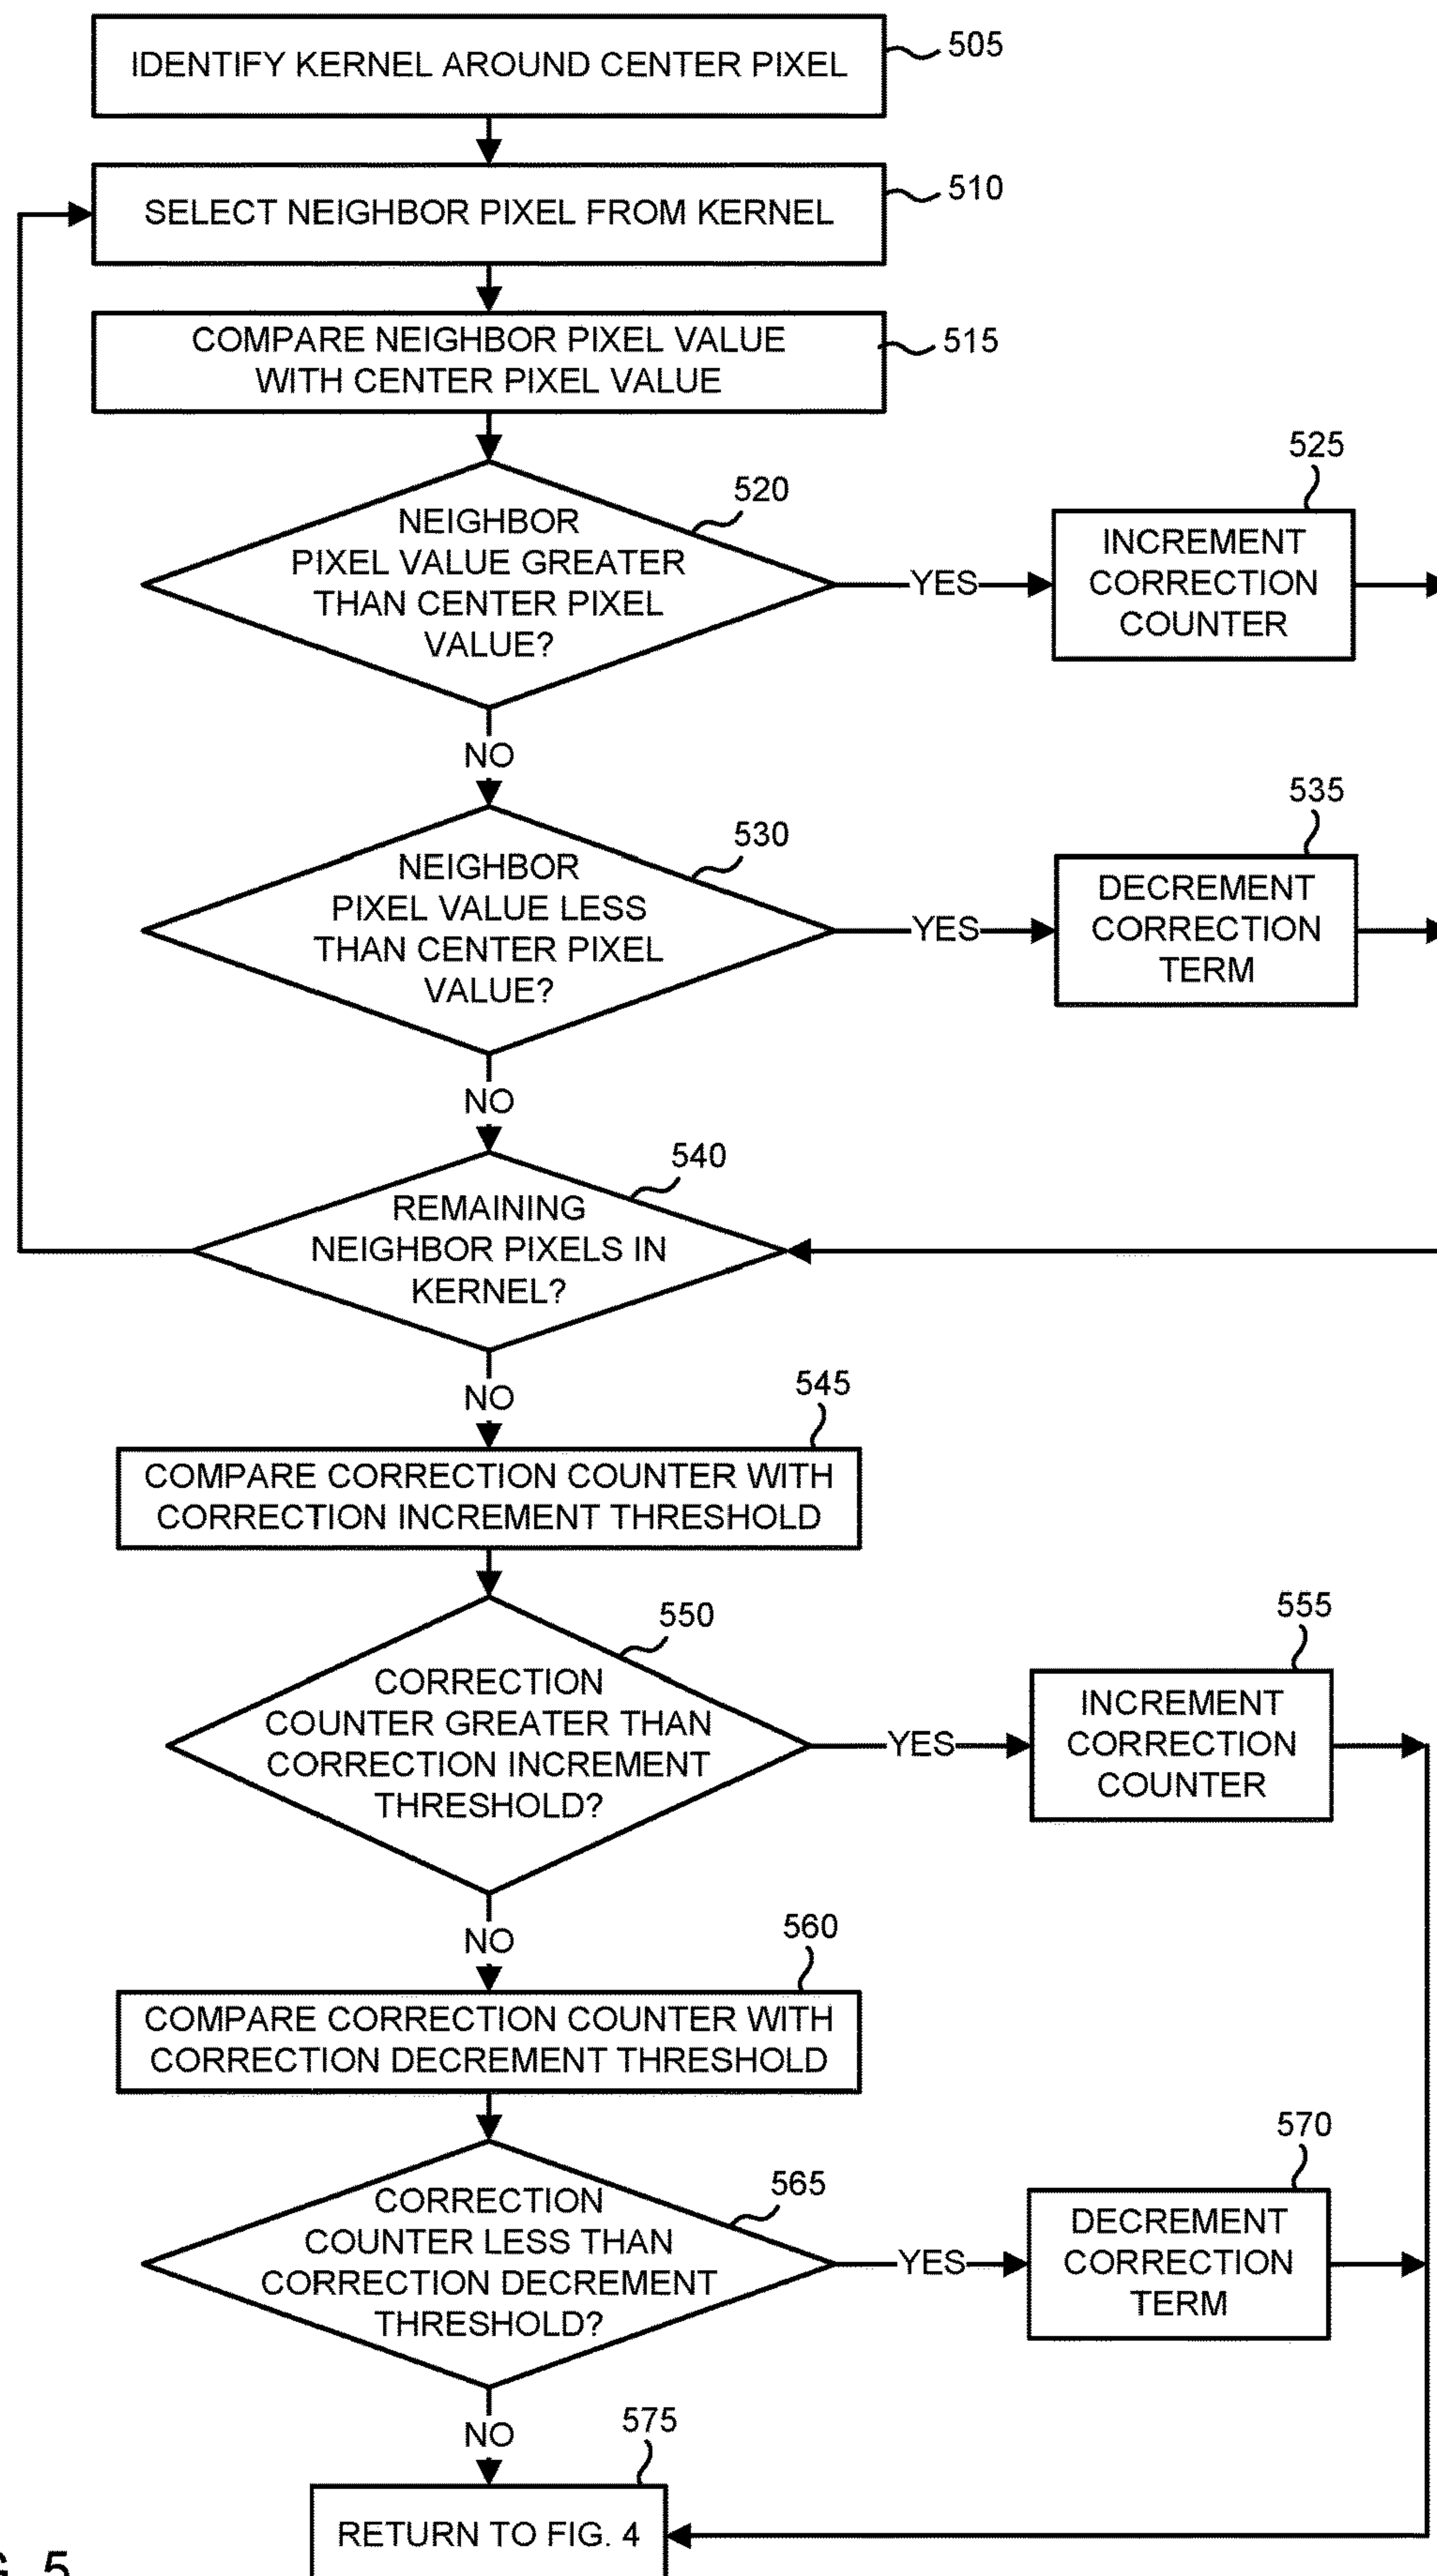 IDENTIFY KERNEL AROUND CENTER PIXEL
505
SELECT NEIGHBOR PIXEL FROM KERNEL
510
COMPARE NEIGHBOR PIXEL VALUE
WITH CENTER PIXEL VALUE
515
520
NEIGHBOR
PIXEL VALUE GREATER
THAN CENTER PIXEL
VALUE?
YES
525
INCREMENT
CORRECTION
COUNTER
NO
530
NEIGHBOR
PIXEL VALUE LESS
THAN CENTER PIXEL
VALUE?
YES
535
DECREMENT
CORRECTION
TERM
NO
540
REMAINING
NEIGHBOR PIXELS IN
KERNEL?
NO
545
COMPARE CORRECTION COUNTER WITH
CORRECTION INCREMENT THRESHOLD
550
CORRECTION
COUNTER GREATER THAN
CORRECTION INCREMENT
THRESHOLD?
YES
555
INCREMENT
CORRECTION
COUNTER
NO
560
COMPARE CORRECTION COUNTER WITH
CORRECTION DECREMENT THRESHOLD
565
CORRECTION
COUNTER LESS THAN
CORRECTION DECREMENT
THRESHOLD?
YES
570
DECREMENT
CORRECTION
TERM
NO
575
RETURN TO FIG. 4
5